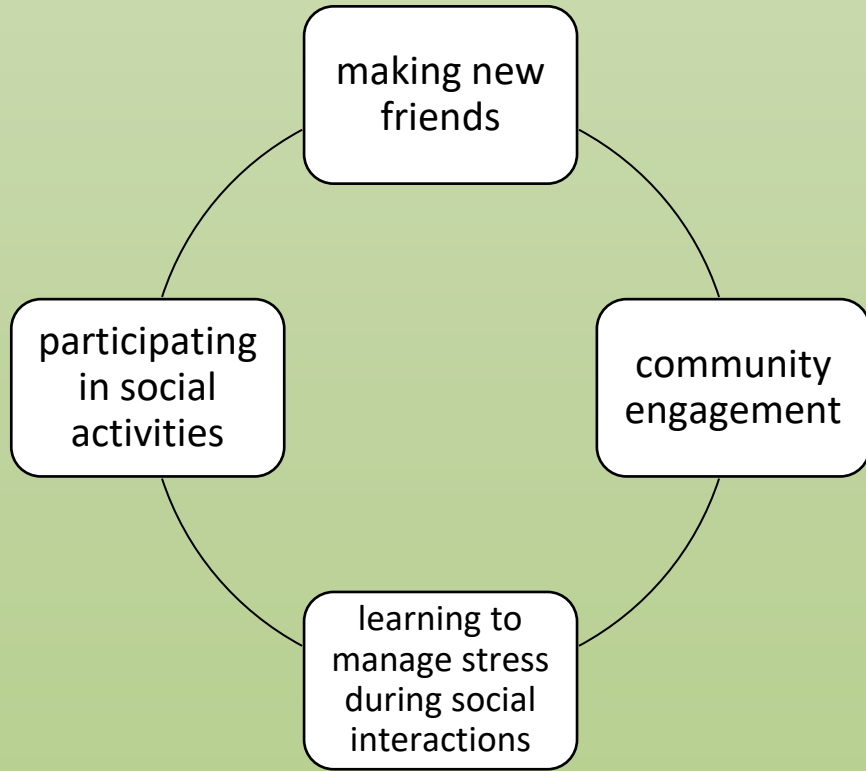 making new
friends
participating
in social
activities
community
engagement
learning to
manage stress
during social
interactions